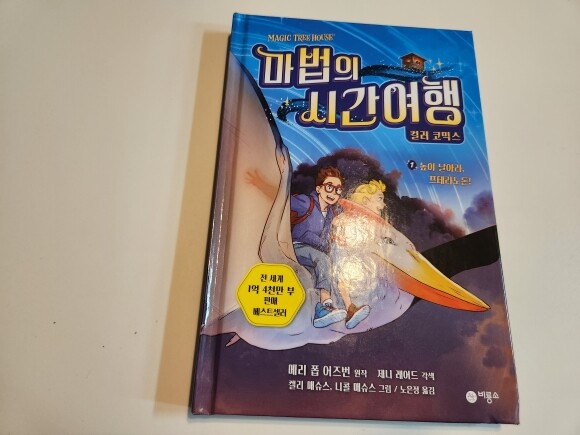 MAGIC TREE HOUSE
마법의
시간여행
컬러 코믹스
1. 높이 날아라,
프테라노돈!
전 세계
1억 4천만 부
판매
베스트셀러
메리 폽 어즈번 원작 제니 레이드 각색
켈리 매슈스, 니콜 매슈스 그림 / 노은정 옮김
비룡소